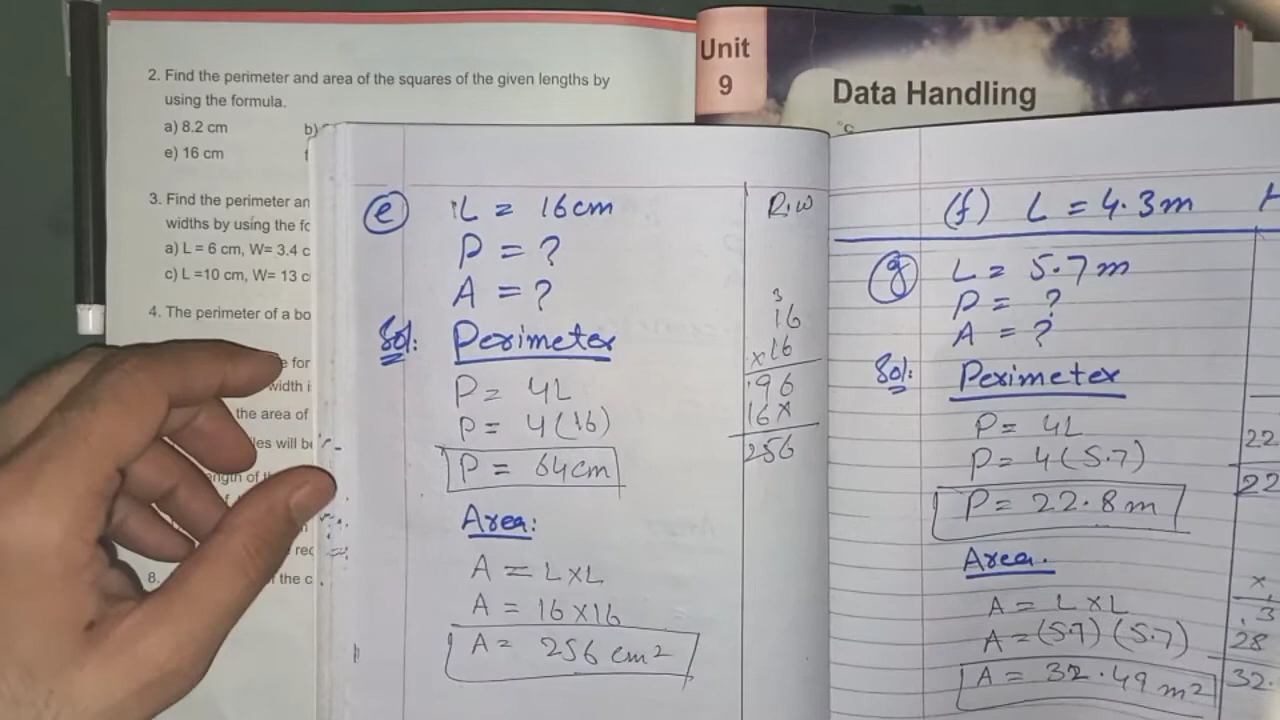 2. Find the perimeter and area of the squares of the given lengths by
using the formula.
a) 8.2 cm b)
e) 16 cm
3. Find the perimeter an
widths by using the fo
a) L = 6 cm, W= 3.4 c
c) L =10 cm, W= 13 c
4. The perimeter of a bo
for
width i
the area of
les will be
ength of
rec
8. the c
Unit
9
Data Handling
°C
(e) L = 16cm
P = ?
A = ?
Sol: Perimeter
P = 4L
P = 4(16)
P = 64cm
Area:
A = L×L
A = 16×16
A = 256 cm²
R.W
3
16
×16
96
16×
256
(f) L = 4.3m
(g) L = 5.7m
P = ?
A = ?
Sol: Perimeter
P = 4L
P = 4(5.7)
P = 22.8m
Area.
A = L×L
A = (5.7) (5.7)
A = 32.49 m²
22
22
×
3
28
32.